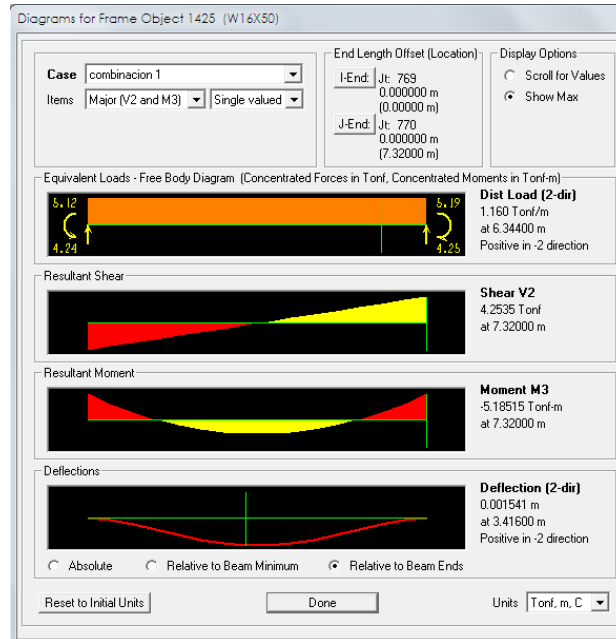 Diagrams for Frame Object 1425 (W16X50)
Case combinacion 1
Items Major (V2 and M3) Single valued
End Length Offset (Location)
I-End: Jt: 769
0.000000 m
(0.00000 m)
J-End: Jt: 770
0.000000 m
(7.32000 m)
Display Options
Scroll for Values
Show Max
Equivalent Loads - Free Body Diagram (Concentrated Forces in Tonf, Concentrated Moments in Tonf-m)
5.12 5.19
4.24 4.25
Dist Load (2-dir)
1.160 Tonf/m
at 6.34400 m
Positive in -2 direction
Resultant Shear
Shear V2
4.2535 Tonf
at 7.32000 m
Resultant Moment
Moment M3
-5.18515 Tonf-m
at 7.32000 m
Deflections
Deflection (2-dir)
0.001541 m
at 3.41600 m
Positive in -2 direction
Absolute Relative to Beam Minimum Relative to Beam Ends
Reset to Initial Units Done Units Tonf, m, C